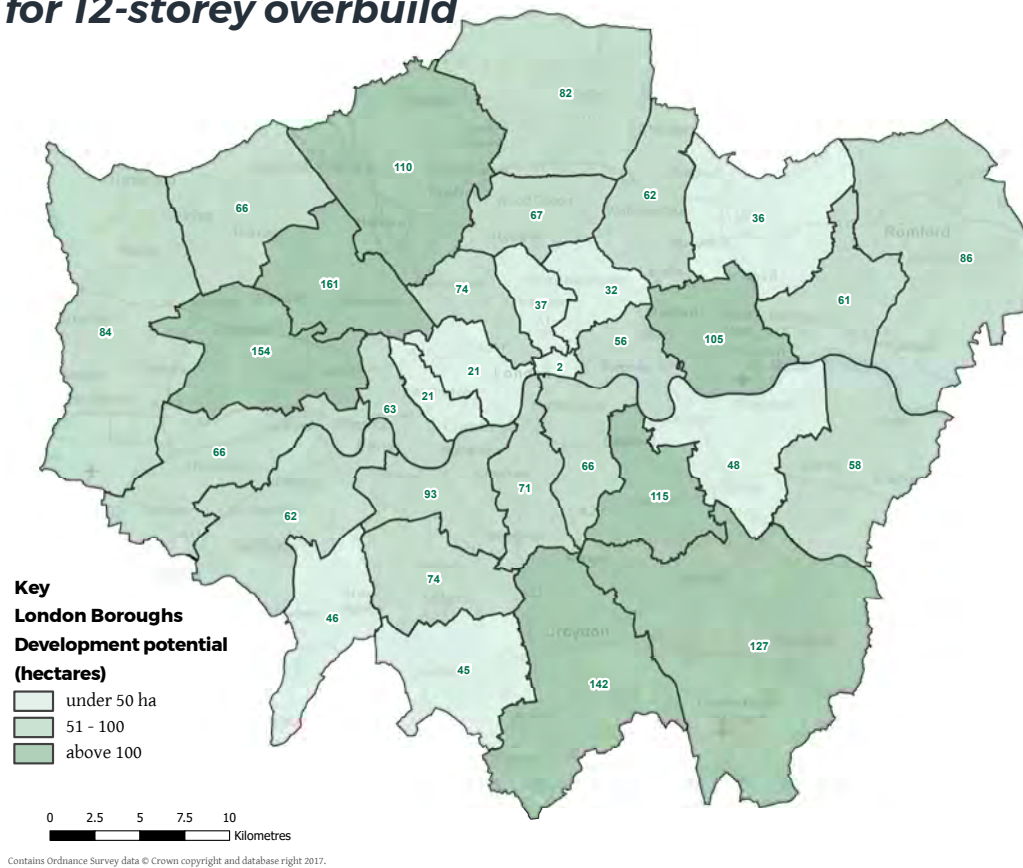 for 12-storey overbuild
82
110
66
62
67
36
Romford
86
161
74
37
32
61
84
154
56
105
21
2
21
63
66
48
58
66
93
71
115
62
74
46
Croydon
127
45
142
Key
London Boroughs
Development potential
(hectares)
under 50 ha
51 - 100
above 100
0 2.5 5 7.5 10
Kilometres
Contains Ordnance Survey data © Crown copyright and database right 2017.